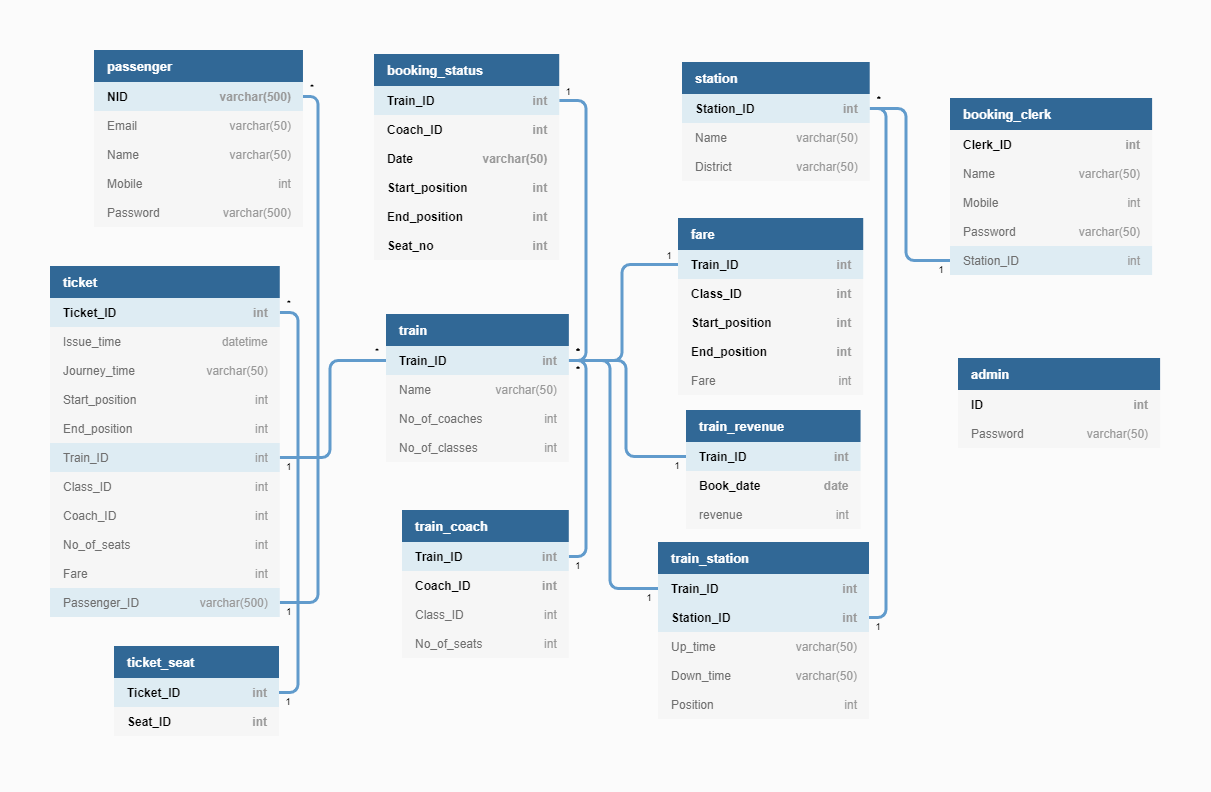 passenger
NID varchar(500)
Email varchar(50)
Name varchar(50)
Mobile int
Password varchar(500)
ticket
Ticket_ID int
Issue_time datetime
Journey_time varchar(50)
Start_position int
End_position int
Train_ID int
Class_ID int
Coach_ID int
No_of_seats int
Fare int
Passenger_ID varchar(500)
ticket_seat
Ticket_ID int
Seat_ID int
booking_status
Train_ID int
Coach_ID int
Date varchar(50)
Start_position int
End_position int
Seat_no int
train
Train_ID int
Name varchar(50)
No_of_coaches int
No_of_classes int
train_coach
Train_ID int
Coach_ID int
Class_ID int
No_of_seats int
station
Station_ID int
Name varchar(50)
District varchar(50)
fare
Train_ID int
Class_ID int
Start_position int
End_position int
Fare int
train_revenue
Train_ID int
Book_date date
revenue int
train_station
Train_ID int
Station_ID int
Up_time varchar(50)
Down_time varchar(50)
Position int
booking_clerk
Clerk_ID int
Name varchar(50)
Mobile int
Password varchar(50)
Station_ID int
admin
ID int
Password varchar(50)
*
*
1
1
1
*
1
*
*
1
*
1
1
1
1
1